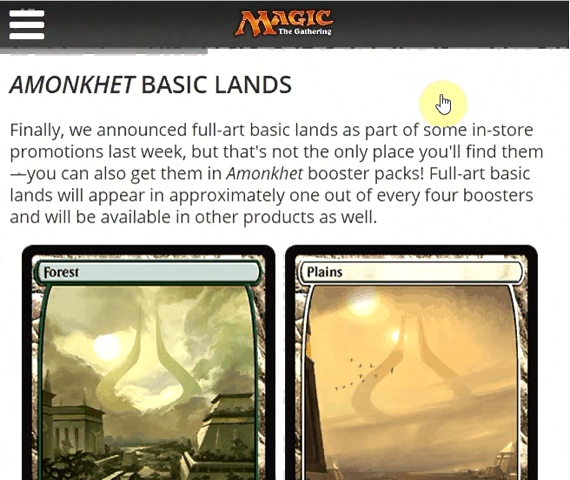 MAGIC
The Gathering
AMONKHET BASIC LANDS
Finally, we announced full-art basic lands as part of some in-store
promotions last week, but that's not the only place you'll find them
—you can also get them in Amonkhet booster packs! Full-art basic
lands will appear in approximately one out of every four boosters
and will be available in other products as well.
Forest
Plains